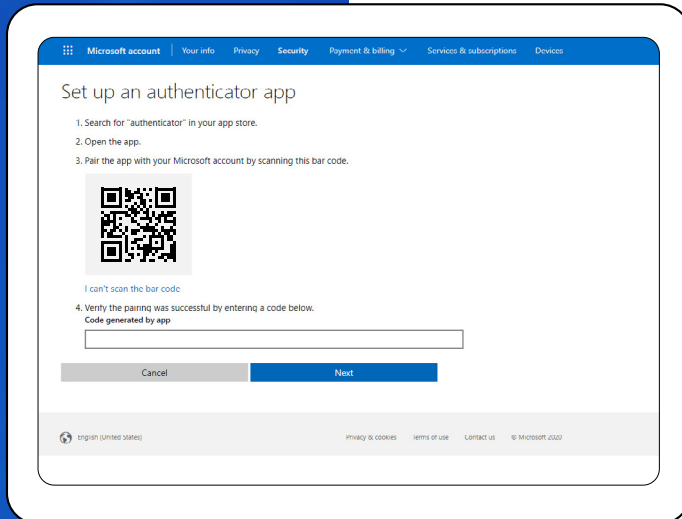 Microsoft account Your info Privacy Security Payment & billing Services & subscriptions Devices
Set up an authenticator app
1. Search for "authenticator" in your app store.
2. Open the app.
3. Pair the app with your Microsoft account by scanning this bar code.
I can't scan the bar code
4. Verify the pairing was successful by entering a code below.
Code generated by app
Cancel Next
English (United States) Privacy & cookies Terms of use Contact us © Microsoft 2020